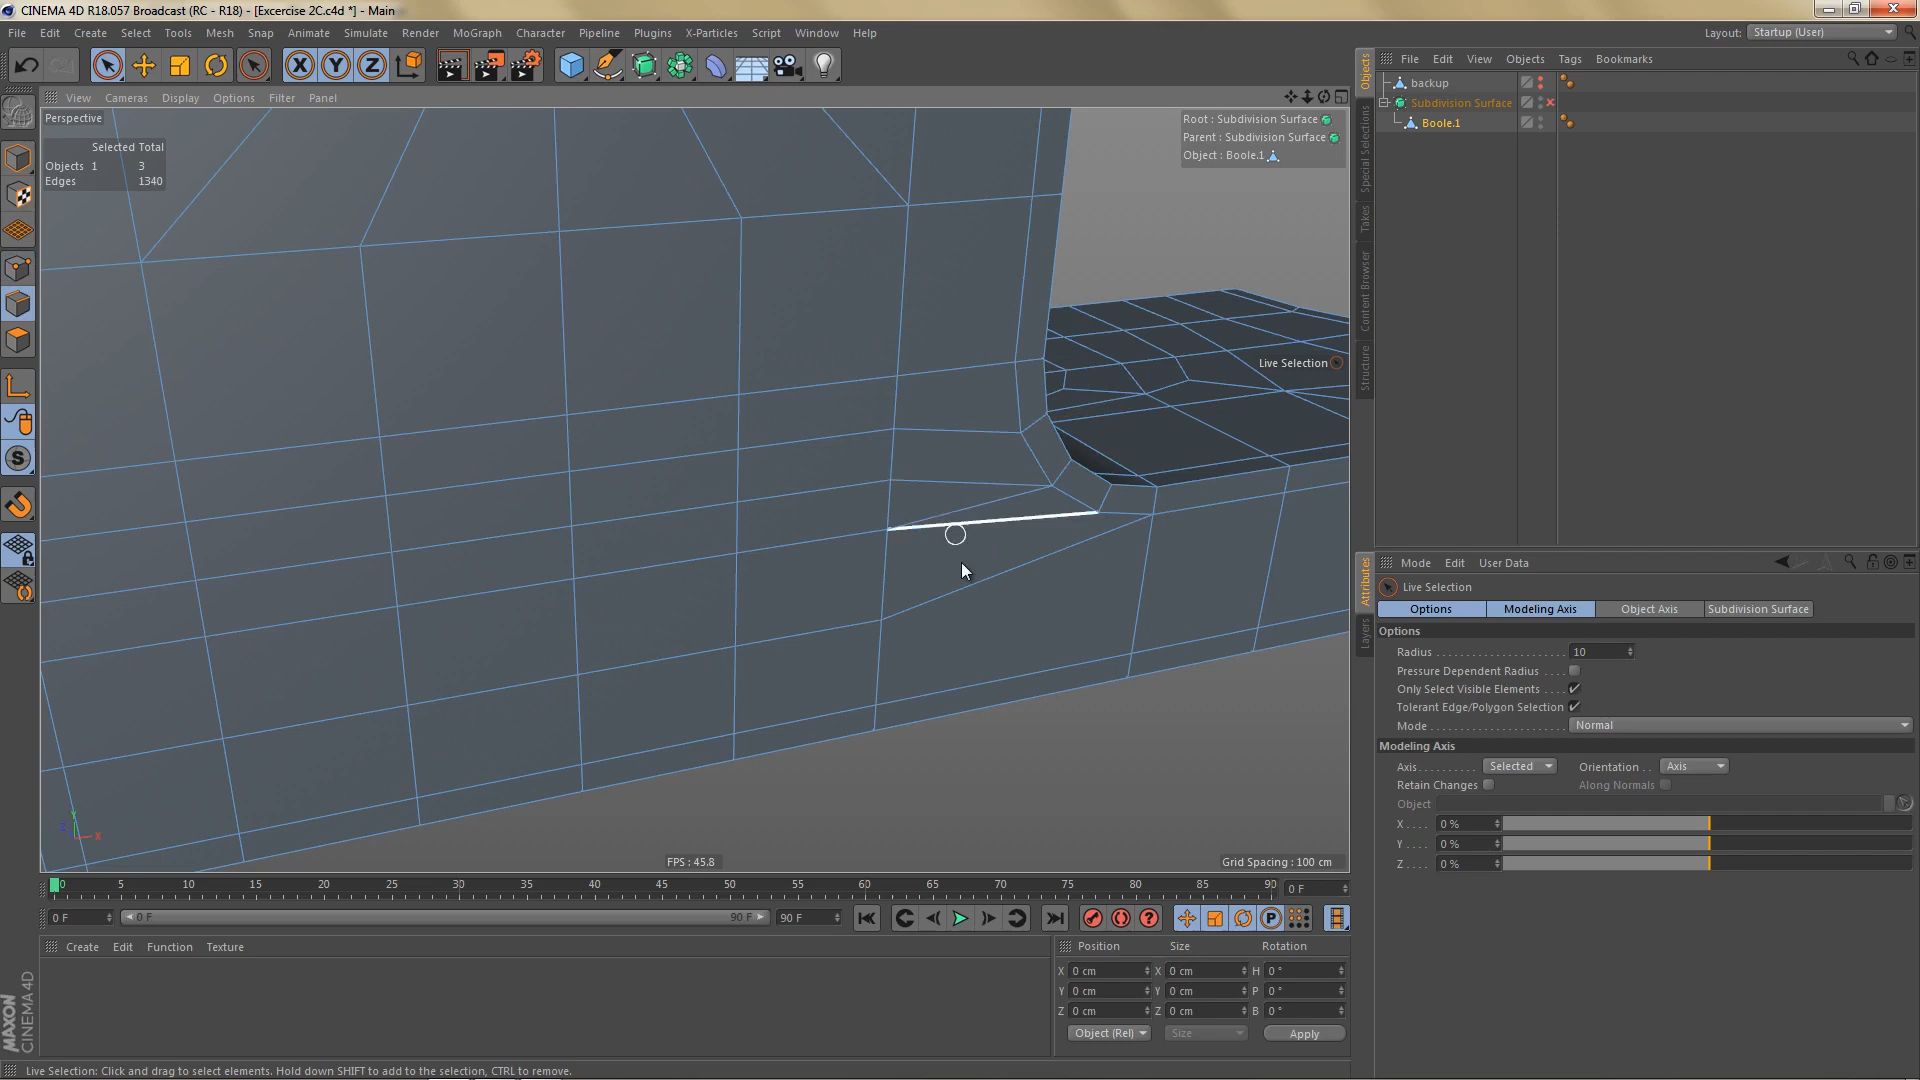 CINEMA 4D R18.057 Broadcast (RC - R18) - [Excercise 2C.c4d *] - Main
File Edit Create Select Tools Mesh Snap Animate Simulate Render MoGraph Character Pipeline Plugins X-Particles Script Window Help
Layout: Startup (User)
View Cameras Display Options Filter Panel
Perspective
Selected Total
Objects 1 3
Edges 1340
Root : Subdivision Surface
Parent : Subdivision Surface
Object : Boole.1
Live Selection
FPS : 45.8
Grid Spacing : 100 cm
Objects
Special Selections
Takes
Content Browser
Structure
File Edit View Objects Tags Bookmarks
backup
Subdivision Surface
Boole.1
Attributes
Layers
Mode Edit User Data
Live Selection
Options Modeling Axis Object Axis Subdivision Surface
Options
Radius 10
Pressure Dependent Radius
Only Select Visible Elements
Tolerant Edge/Polygon Selection
Mode Normal
Modeling Axis
Axis Selected Orientation Axis
Retain Changes Along Normals
Object
X 0 %
Y 0 %
Z 0 %
0 5 10 15 20 25 30 35 40 45 50 55 60 65 70 75 80 85 90 0 F
0 F 0 F 90 F 90 F
Create Edit Function Texture
Position Size Rotation
X 0 cm X 0 cm H 0 °
Y 0 cm Y 0 cm P 0 °
Z 0 cm Z 0 cm B 0 °
Object (Rel) Size Apply
MAXON
CINEMA 4D
Live Selection: Click and drag to select elements. Hold down SHIFT to add to the selection, CTRL to remove.